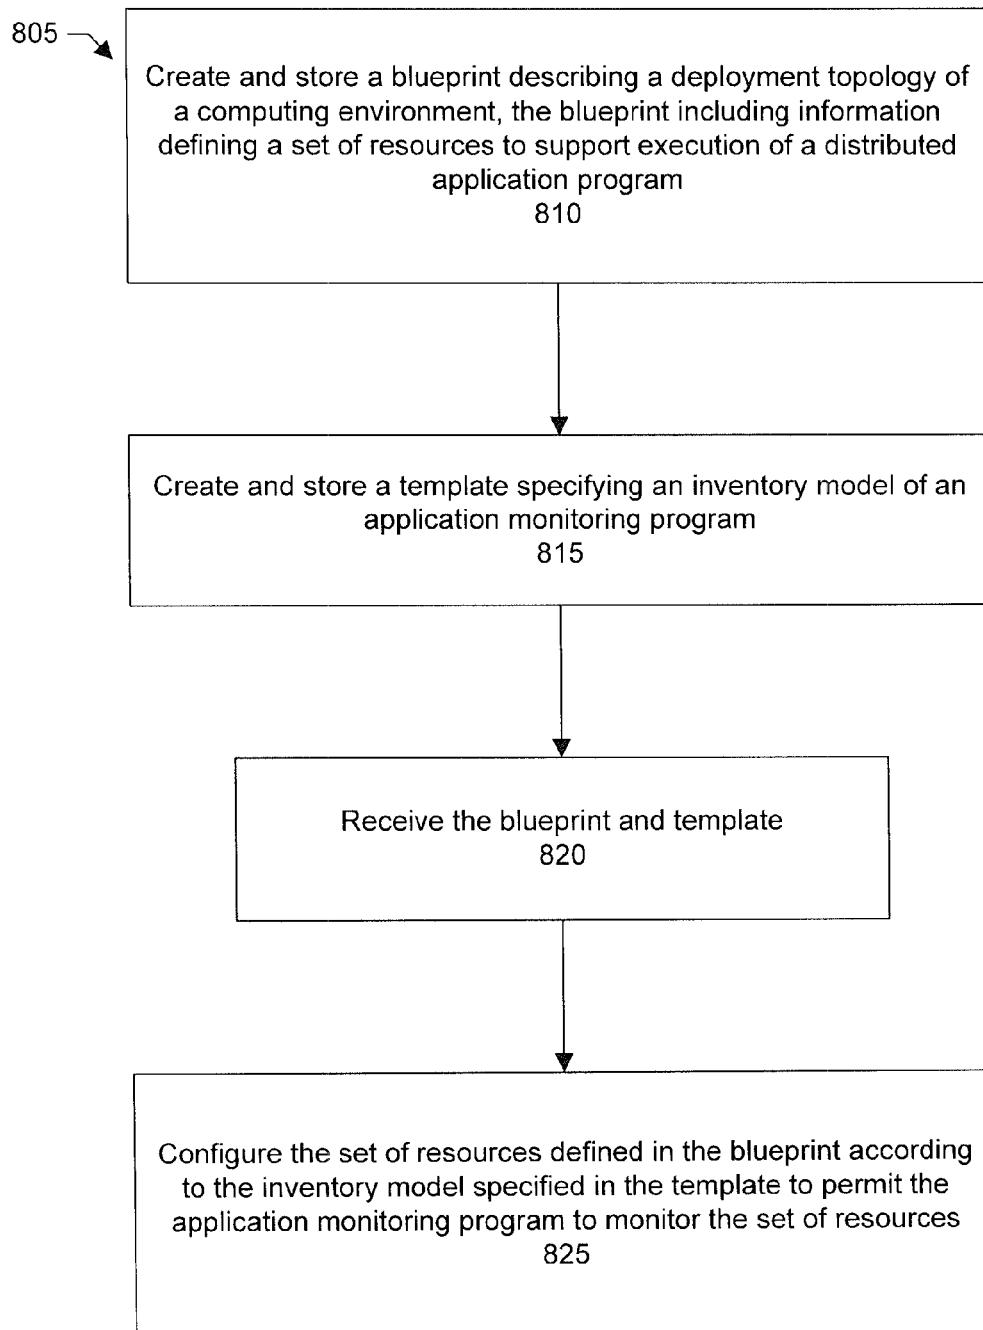 805
Create and store a blueprint describing a deployment topology of
a computing environment, the blueprint including information
defining a set of resources to support execution of a distributed
application program
810
Create and store a template specifying an inventory model of an
application monitoring program
815
Receive the blueprint and template
820
Configure the set of resources defined in the blueprint according
to the inventory model specified in the template to permit the
application monitoring program to monitor the set of resources
825